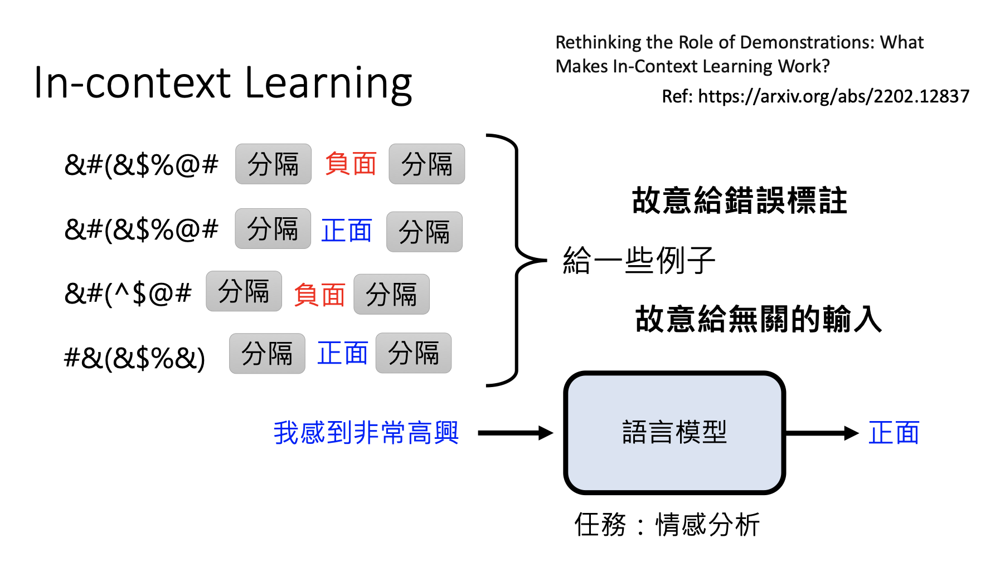 In-context Learning
Rethinking the Role of Demonstrations: What
Makes In-Context Learning Work?
Ref: https://arxiv.org/abs/2202.12837
&#(&$%@# 分隔 負面 分隔
&#(&$%@# 分隔 正面 分隔
&#(^$@# 分隔 負面 分隔
#&(&$%&) 分隔 正面 分隔
故意給錯誤標註
給一些例子
故意給無關的輸入
我感到非常高興
語言模型
正面
任務：情感分析